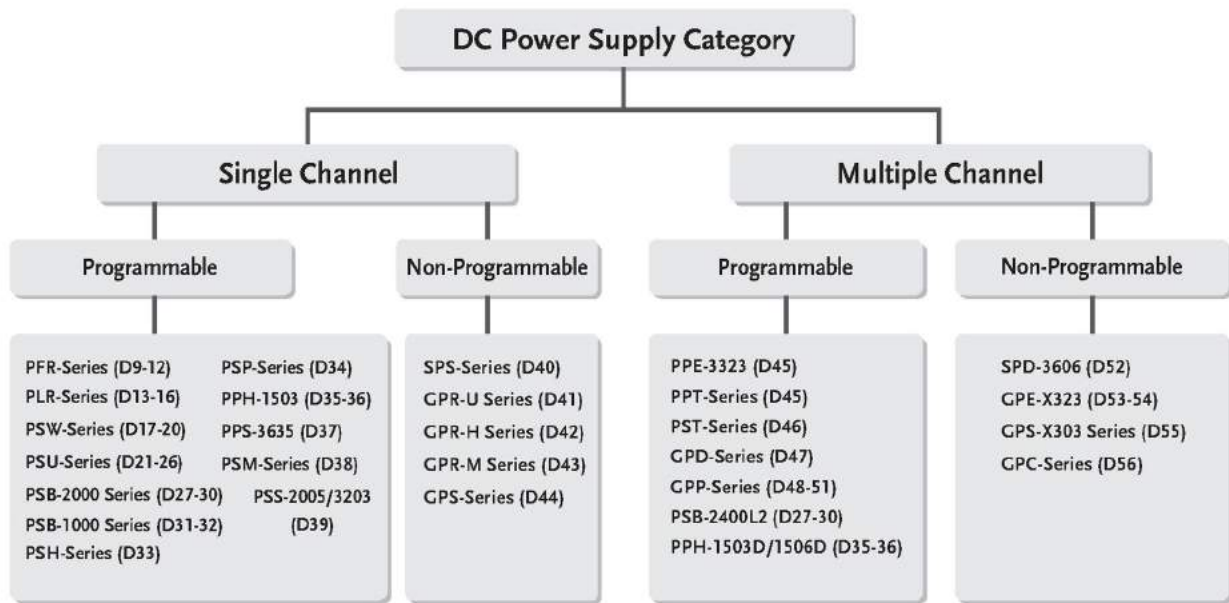 DC Power Supply Category
Single Channel
Multiple Channel
Programmable
Non-Programmable
Programmable
Non-Programmable
PFR-Series (D9-12)
PLR-Series (D13-16)
PSW-Series (D17-20)
PSU-Series (D21-26)
PSB-2000 Series (D27-30)
PSB-1000 Series (D31-32)
PSH-Series (D33)
PSP-Series (D34)
PPH-1503 (D35-36)
PPS-3635 (D37)
PSM-Series (D38)
PSS-2005/3203
(D39)
SPS-Series (D40)
GPR-U Series (D41)
GPR-H Series (D42)
GPR-M Series (D43)
GPS-Series (D44)
PPE-3323 (D45)
PPT-Series (D45)
PST-Series (D46)
GPD-Series (D47)
GPP-Series (D48-51)
PSB-2400L2 (D27-30)
PPH-1503D/1506D (D35-36)
SPD-3606 (D52)
GPE-X323 (D53-54)
GPS-X303 Series (D55)
GPC-Series (D56)